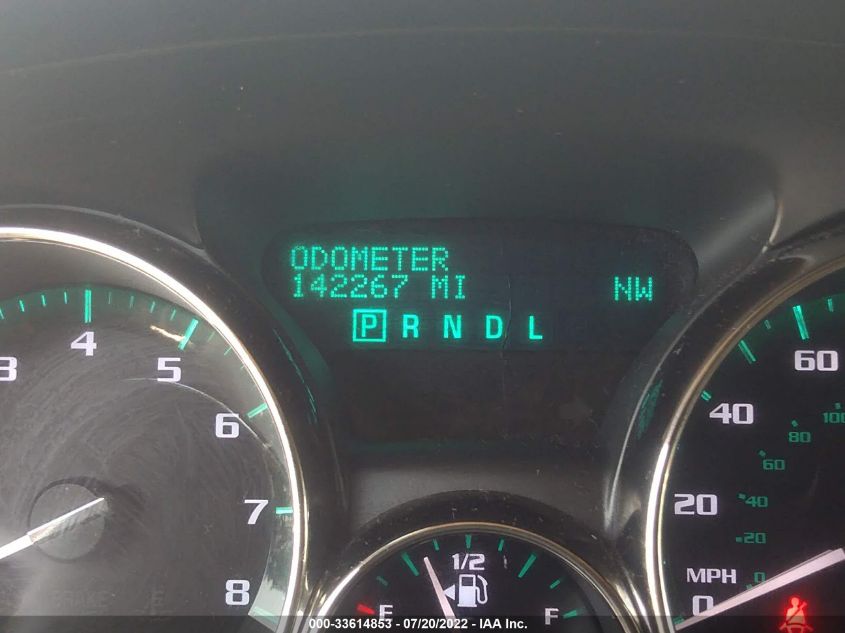 ODOMETER
142267 MI NW
P R N D L
3 4 5 6 7 8
1/2
E F
MPH 0 20 40 60
0 20 40 60 80 100
000-33614853 / 07/20/2022 - IAA Inc.